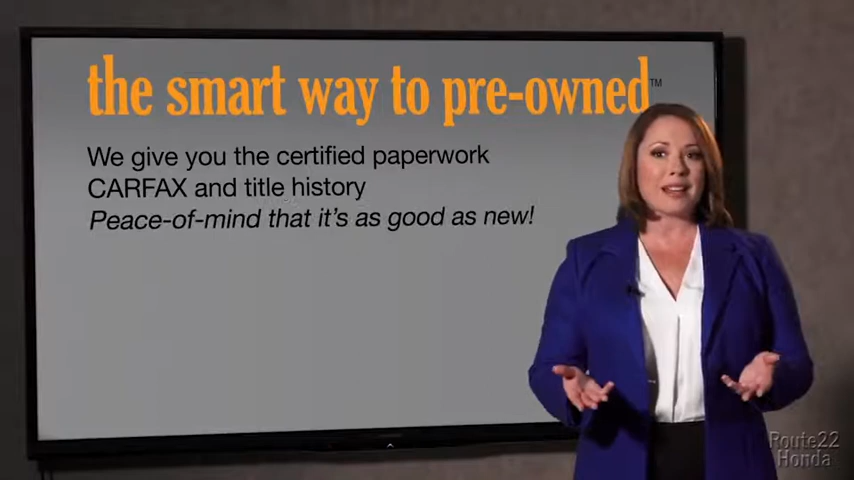 the smart way to pre-owned™
We give you the certified paperwork
CARFAX and title history
Peace-of-mind that it's as good as new!
Route22
Honda